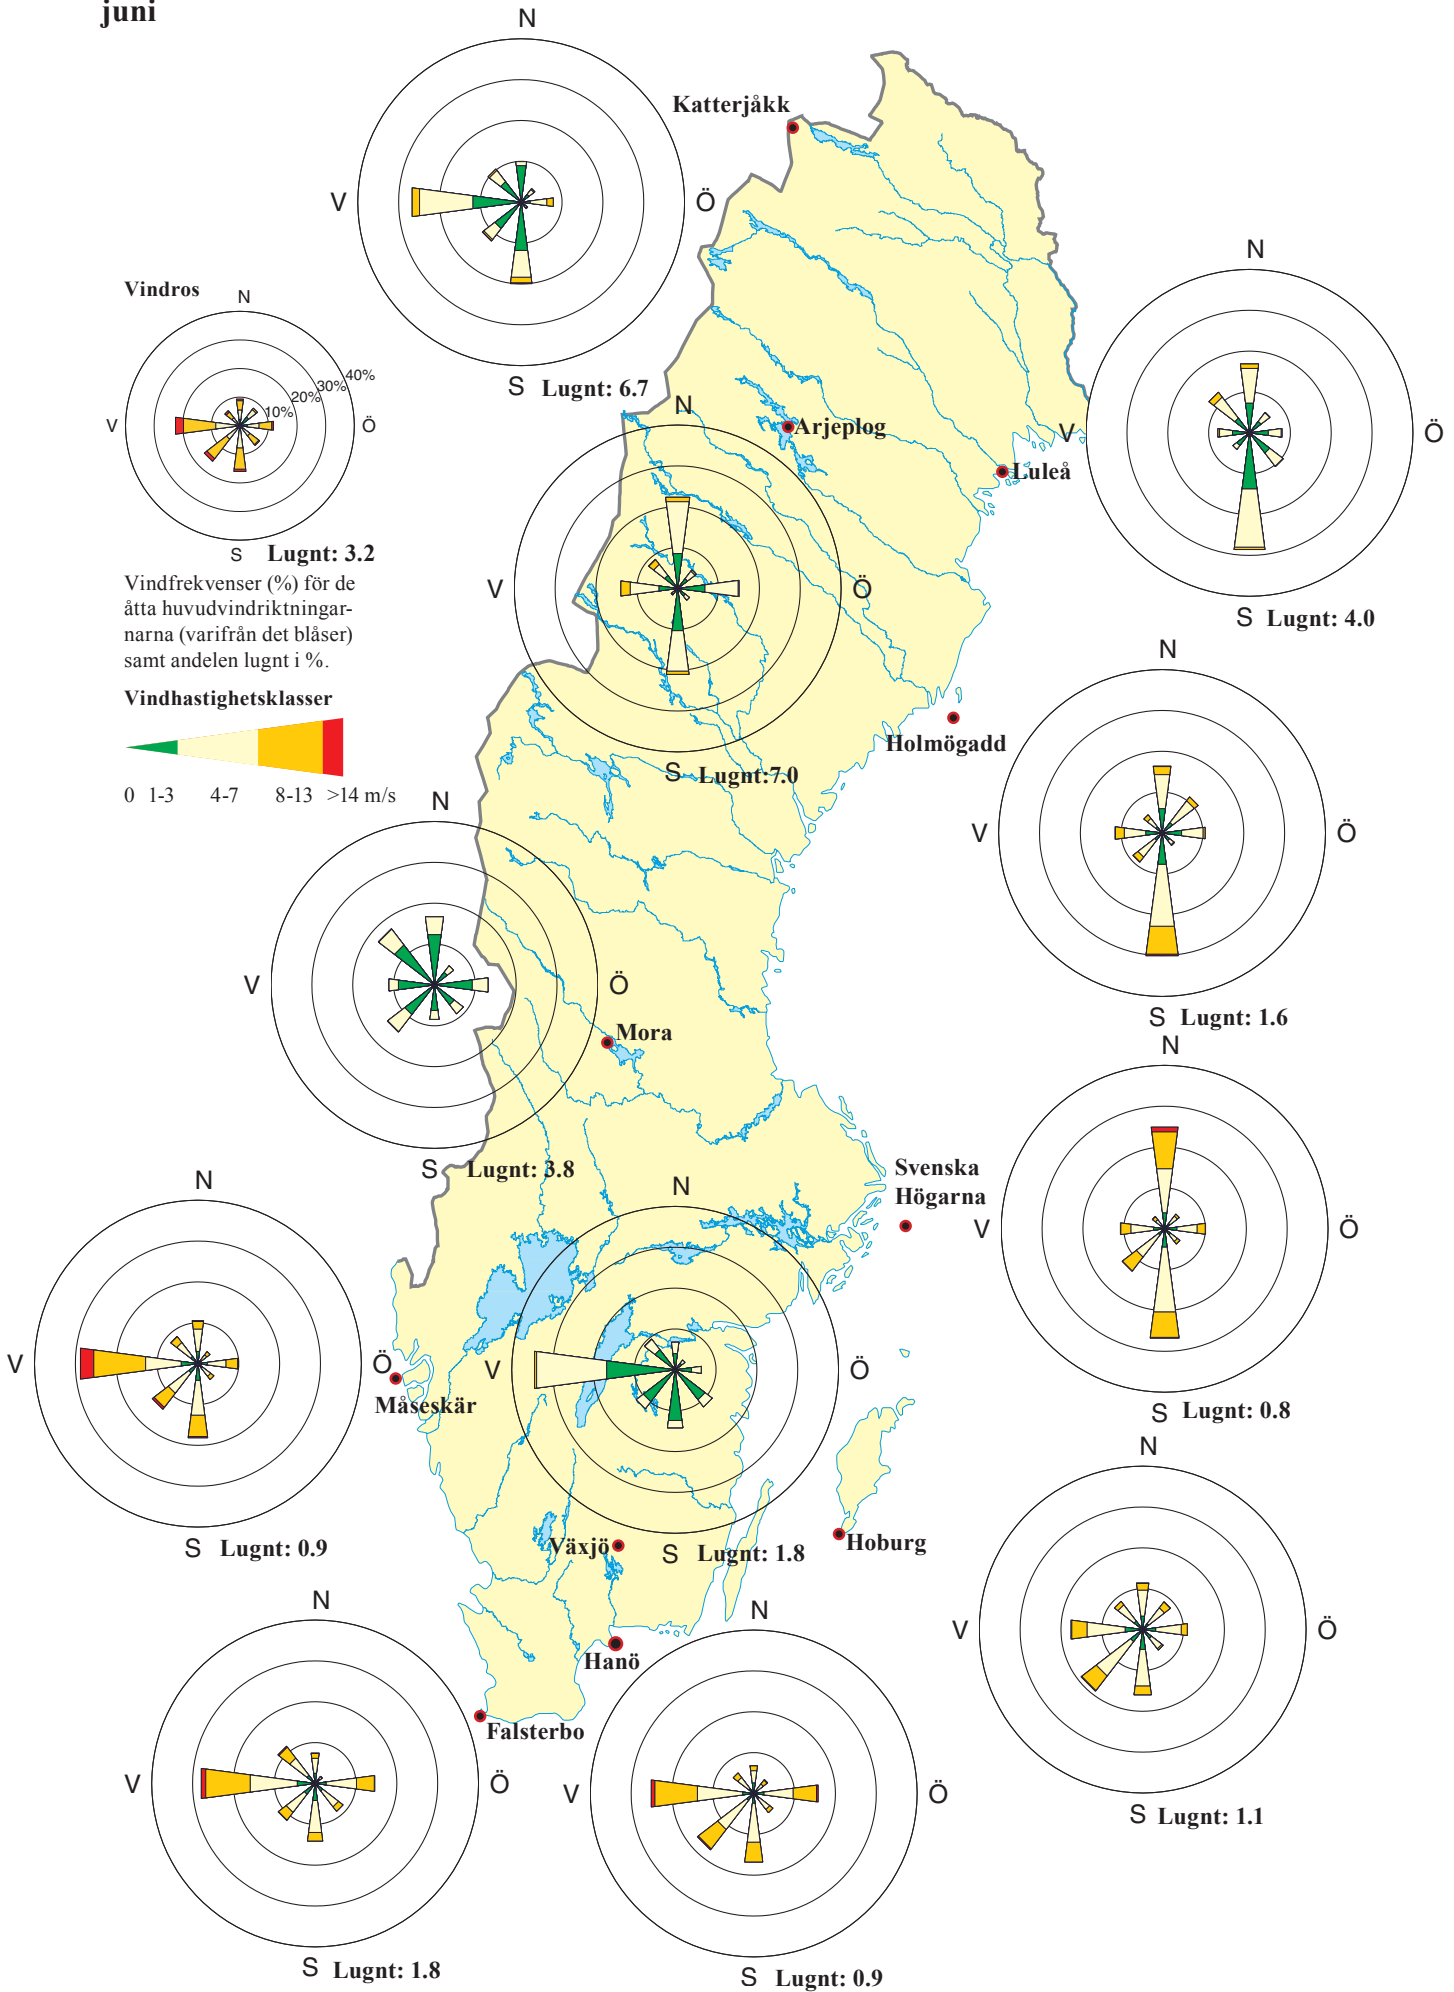 juni
N
Katterjåkk
V
Ö
S Lugnt: 6.7
Vindros
N
40%
30%
20%
10%
V
Ö
S Lugnt: 3.2
Vindfrekvenser (%) för de
åtta huvudvindriktningar-
narna (varifrån det blåser)
samt andelen lugnt i %.
Vindhastighetsklasser
0 1-3 4-7 8-13 >14 m/s
N
Arjeplog
V
Ö
S Lugnt:7.0
N
V
Ö
Luleå
S Lugnt: 4.0
N
Holmögadd
V
Ö
S Lugnt: 1.6
N
V
Ö
Mora
S Lugnt: 3.8
N
Svenska
Högarna
V
Ö
S Lugnt: 0.8
N
V
Ö
Måseskär
S Lugnt: 0.9
N
V
Ö
Växjö
S Lugnt: 1.8
Hoburg
N
V
Ö
S Lugnt: 1.1
Hanö
Falsterbo
N
V
Ö
S Lugnt: 1.8
N
V
Ö
S Lugnt: 0.9